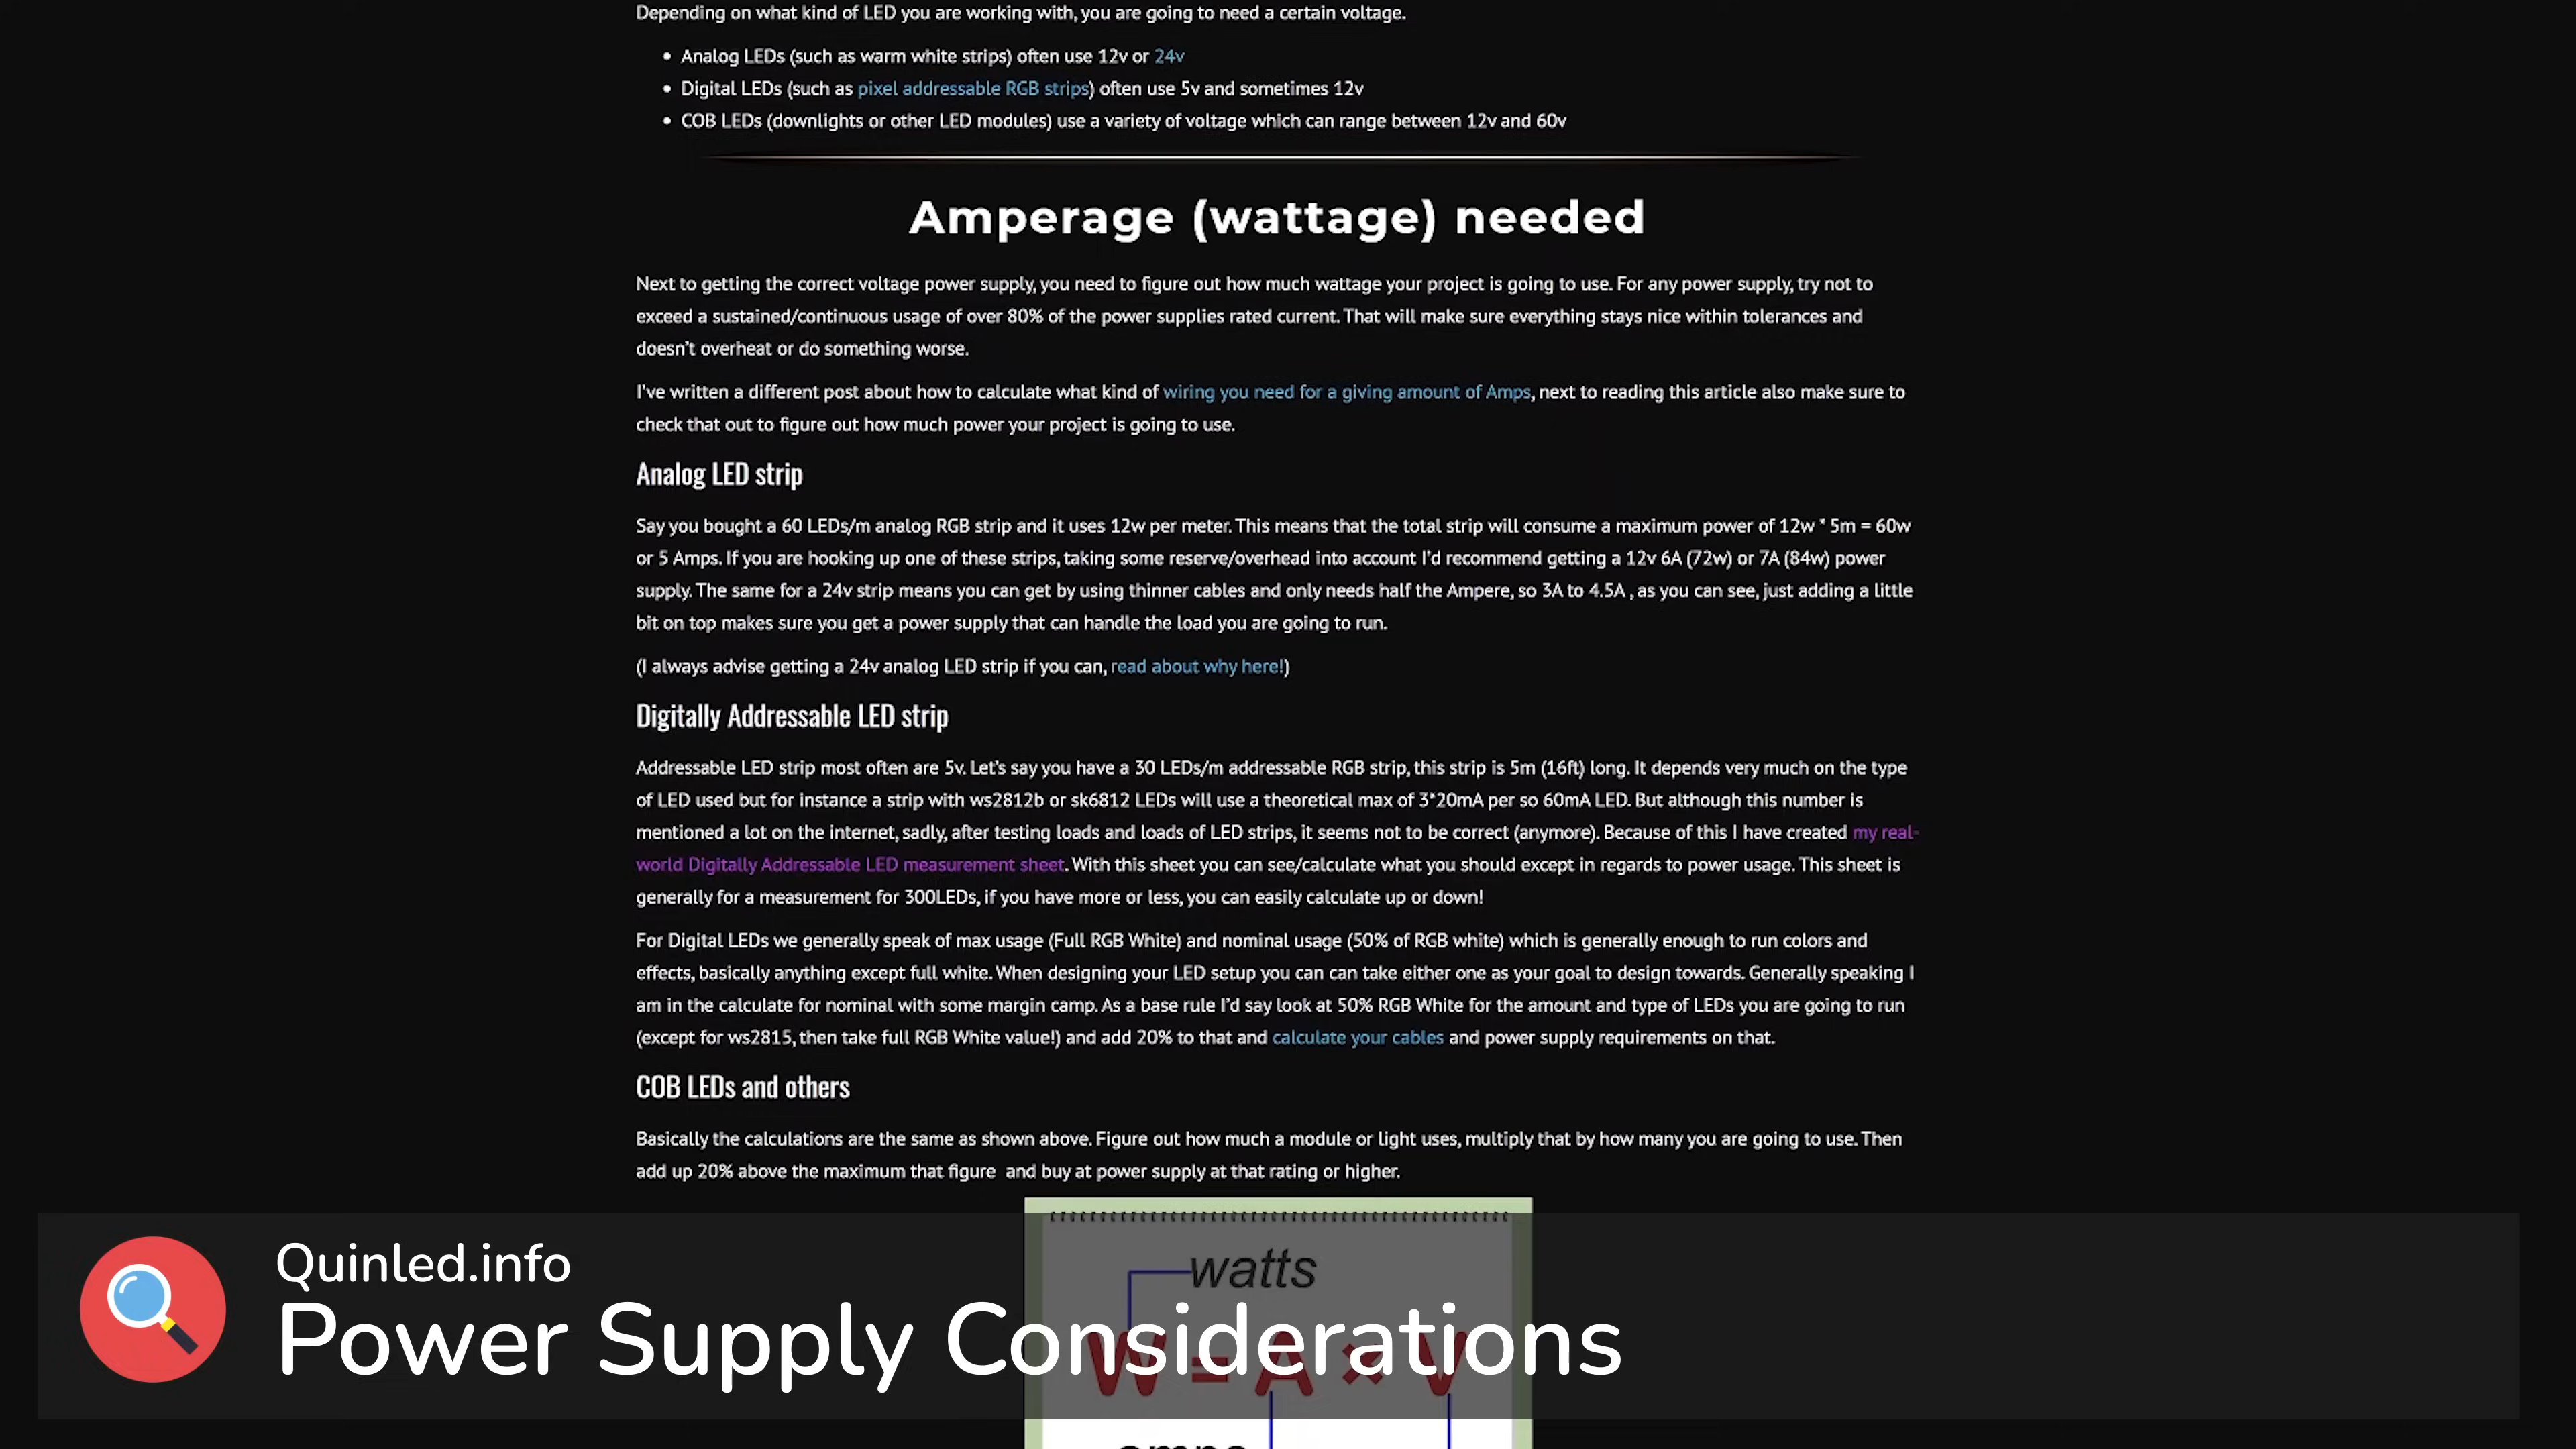 Depending on what kind of LED you are working with, you are going to need a certain voltage.
• Analog LEDs (such as warm white strips) often use 12v or 24v
• Digital LEDs (such as pixel addressable RGB strips) often use 5v and sometimes 12v
• COB LEDs (downlights or other LED modules) use a variety of voltage which can range between 12v and 60v
Amperage (wattage) needed
Next to getting the correct voltage power supply, you need to figure out how much wattage your project is going to use. For any power supply, try not to
exceed a sustained/continuous usage of over 80% of the power supplies rated current. That will make sure everything stays nice within tolerances and
doesn't overheat or do something worse.
I've written a different post about how to calculate what kind of wiring you need for a giving amount of Amps, next to reading this article also make sure to
check that out to figure out how much power your project is going to use.
Analog LED strip
Say you bought a 60 LEDs/m analog RGB strip and it uses 12w per meter. This means that the total strip will consume a maximum power of 12w * 5m = 60w
or 5 Amps. If you are hooking up one of these strips, taking some reserve/overhead into account I'd recommend getting a 12v 6A (72w) or 7A (84w) power
supply. The same for a 24v strip means you can get by using thinner cables and only needs half the Ampere, so 3A to 4.5A , as you can see, just adding a little
bit on top makes sure you get a power supply that can handle the load you are going to run.
(I always advise getting a 24v analog LED strip if you can, read about why here!)
Digitally Addressable LED strip
Addressable LED strip most often are 5v. Let's say you have a 30 LEDs/m addressable RGB strip, this strip is 5m (16ft) long. It depends very much on the type
of LED used but for instance a strip with ws2812b or sk6812 LEDs will use a theoretical max of 3*20mA per so 60mA LED. But although this number is
mentioned a lot on the internet, sadly, after testing loads and loads of LED strips, it seems not to be correct (anymore). Because of this I have created my real-
world Digitally Addressable LED measurement sheet. With this sheet you can see/calculate what you should except in regards to power usage. This sheet is
generally for a measurement for 300LEDs, if you have more or less, you can easily calculate up or down!
For Digital LEDs we generally speak of max usage (Full RGB White) and nominal usage (50% of RGB white) which is generally enough to run colors and
effects, basically anything except full white. When designing your LED setup you can can take either one as your goal to design towards. Generally speaking I
am in the calculate for nominal with some margin camp. As a base rule I'd say look at 50% RGB White for the amount and type of LEDs you are going to run
(except for ws2815, then take full RGB White value!) and add 20% to that and calculate your cables and power supply requirements on that.
COB LEDs and others
Basically the calculations are the same as shown above. Figure out how much a module or light uses, multiply that by how many you are going to use. Then
add up 20% above the maximum that figure  and buy at power supply at that rating or higher.
watts
W = A × V
Quinled.info
Power Supply Considerations